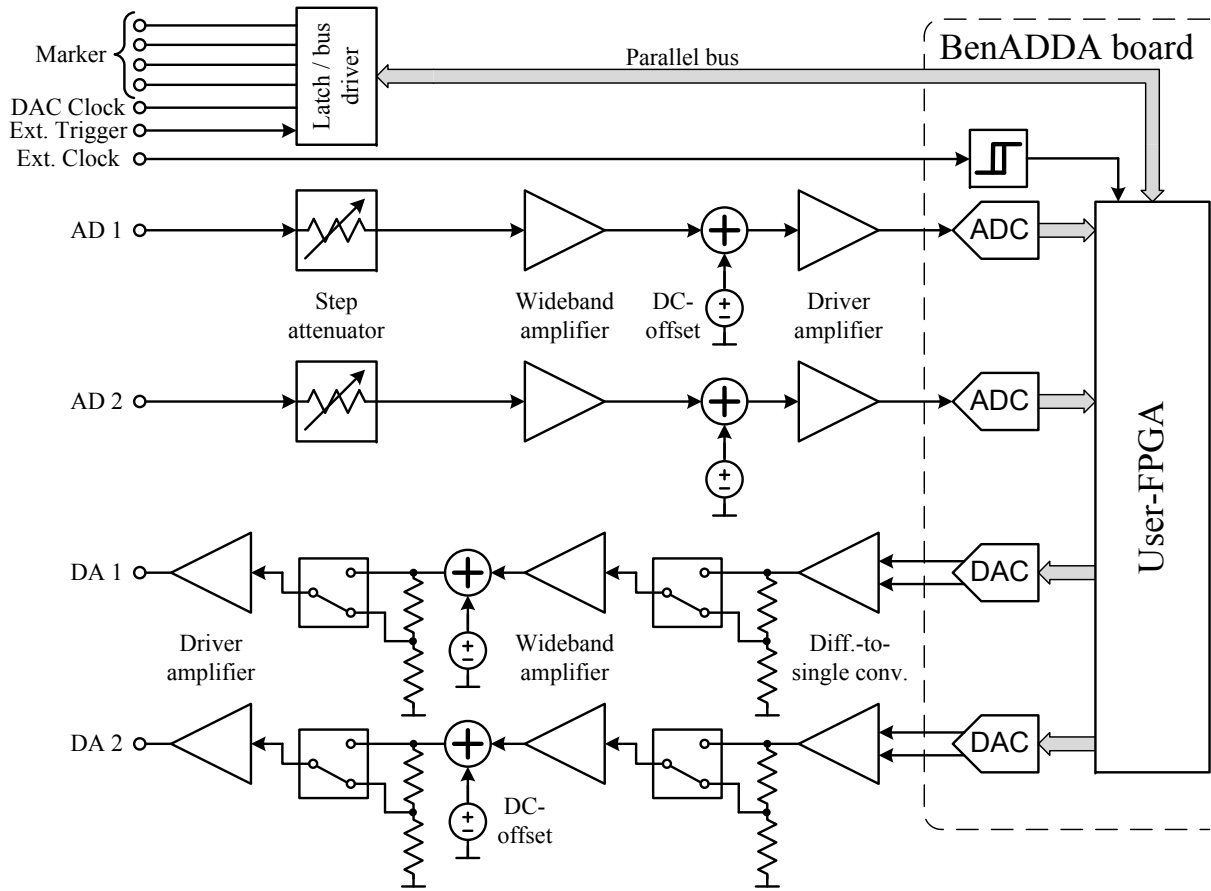 Marker
DAC Clock
Ext. Trigger
Ext. Clock
Latch / bus
driver
Parallel bus
BenADDA board
AD 1
ADC
Step
attenuator
Wideband
amplifier
DC-
offset
Driver
amplifier
AD 2
ADC
User-FPGA
DA 1
DAC
Driver
amplifier
Wideband
amplifier
Diff.-to-
single conv.
DA 2
DAC
DC-
offset